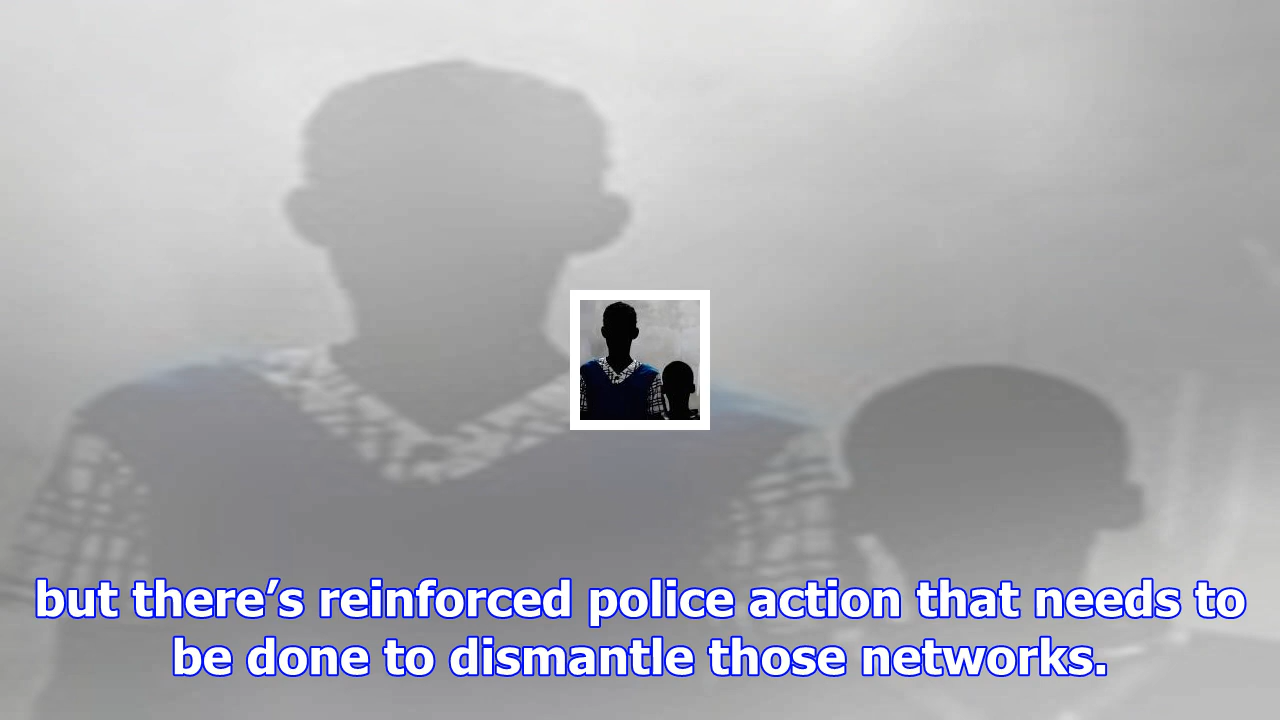 but there’s reinforced police action that needs to
be done to dismantle those networks.